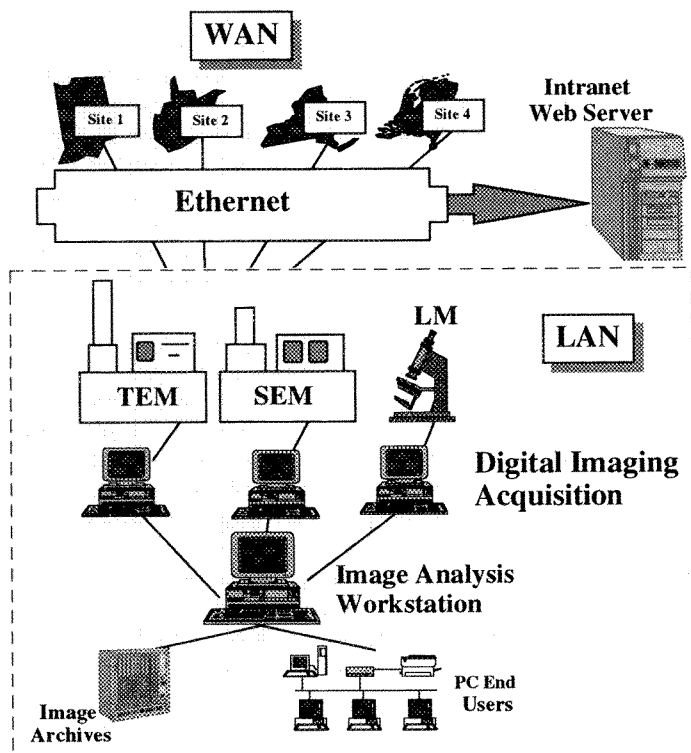 WAN
Intranet
Web Server
Site 1
Site 2
Site 3
Site 4
Ethernet
LM
LAN
TEM
SEM
Digital Imaging
Acquisition
Image Analysis
Workstation
PC End
Users
Image
Archives